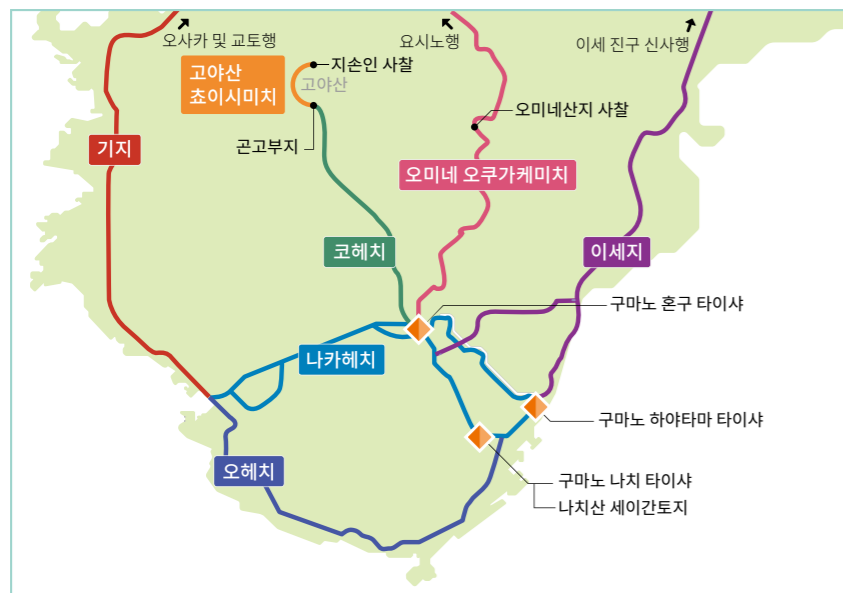 오사카 및 교토행
요시노행
이세 진구 신사행
고야산
쵸이시미치
지손인 사찰
고야산
곤고부지
오미네산지 사찰
기지
오미네 오쿠가케미치
코헤치
이세지
구마노 혼구 타이샤
나카헤치
구마노 하야타마 타이샤
오헤치
구마노 나치 타이샤
나치산 세이간토지